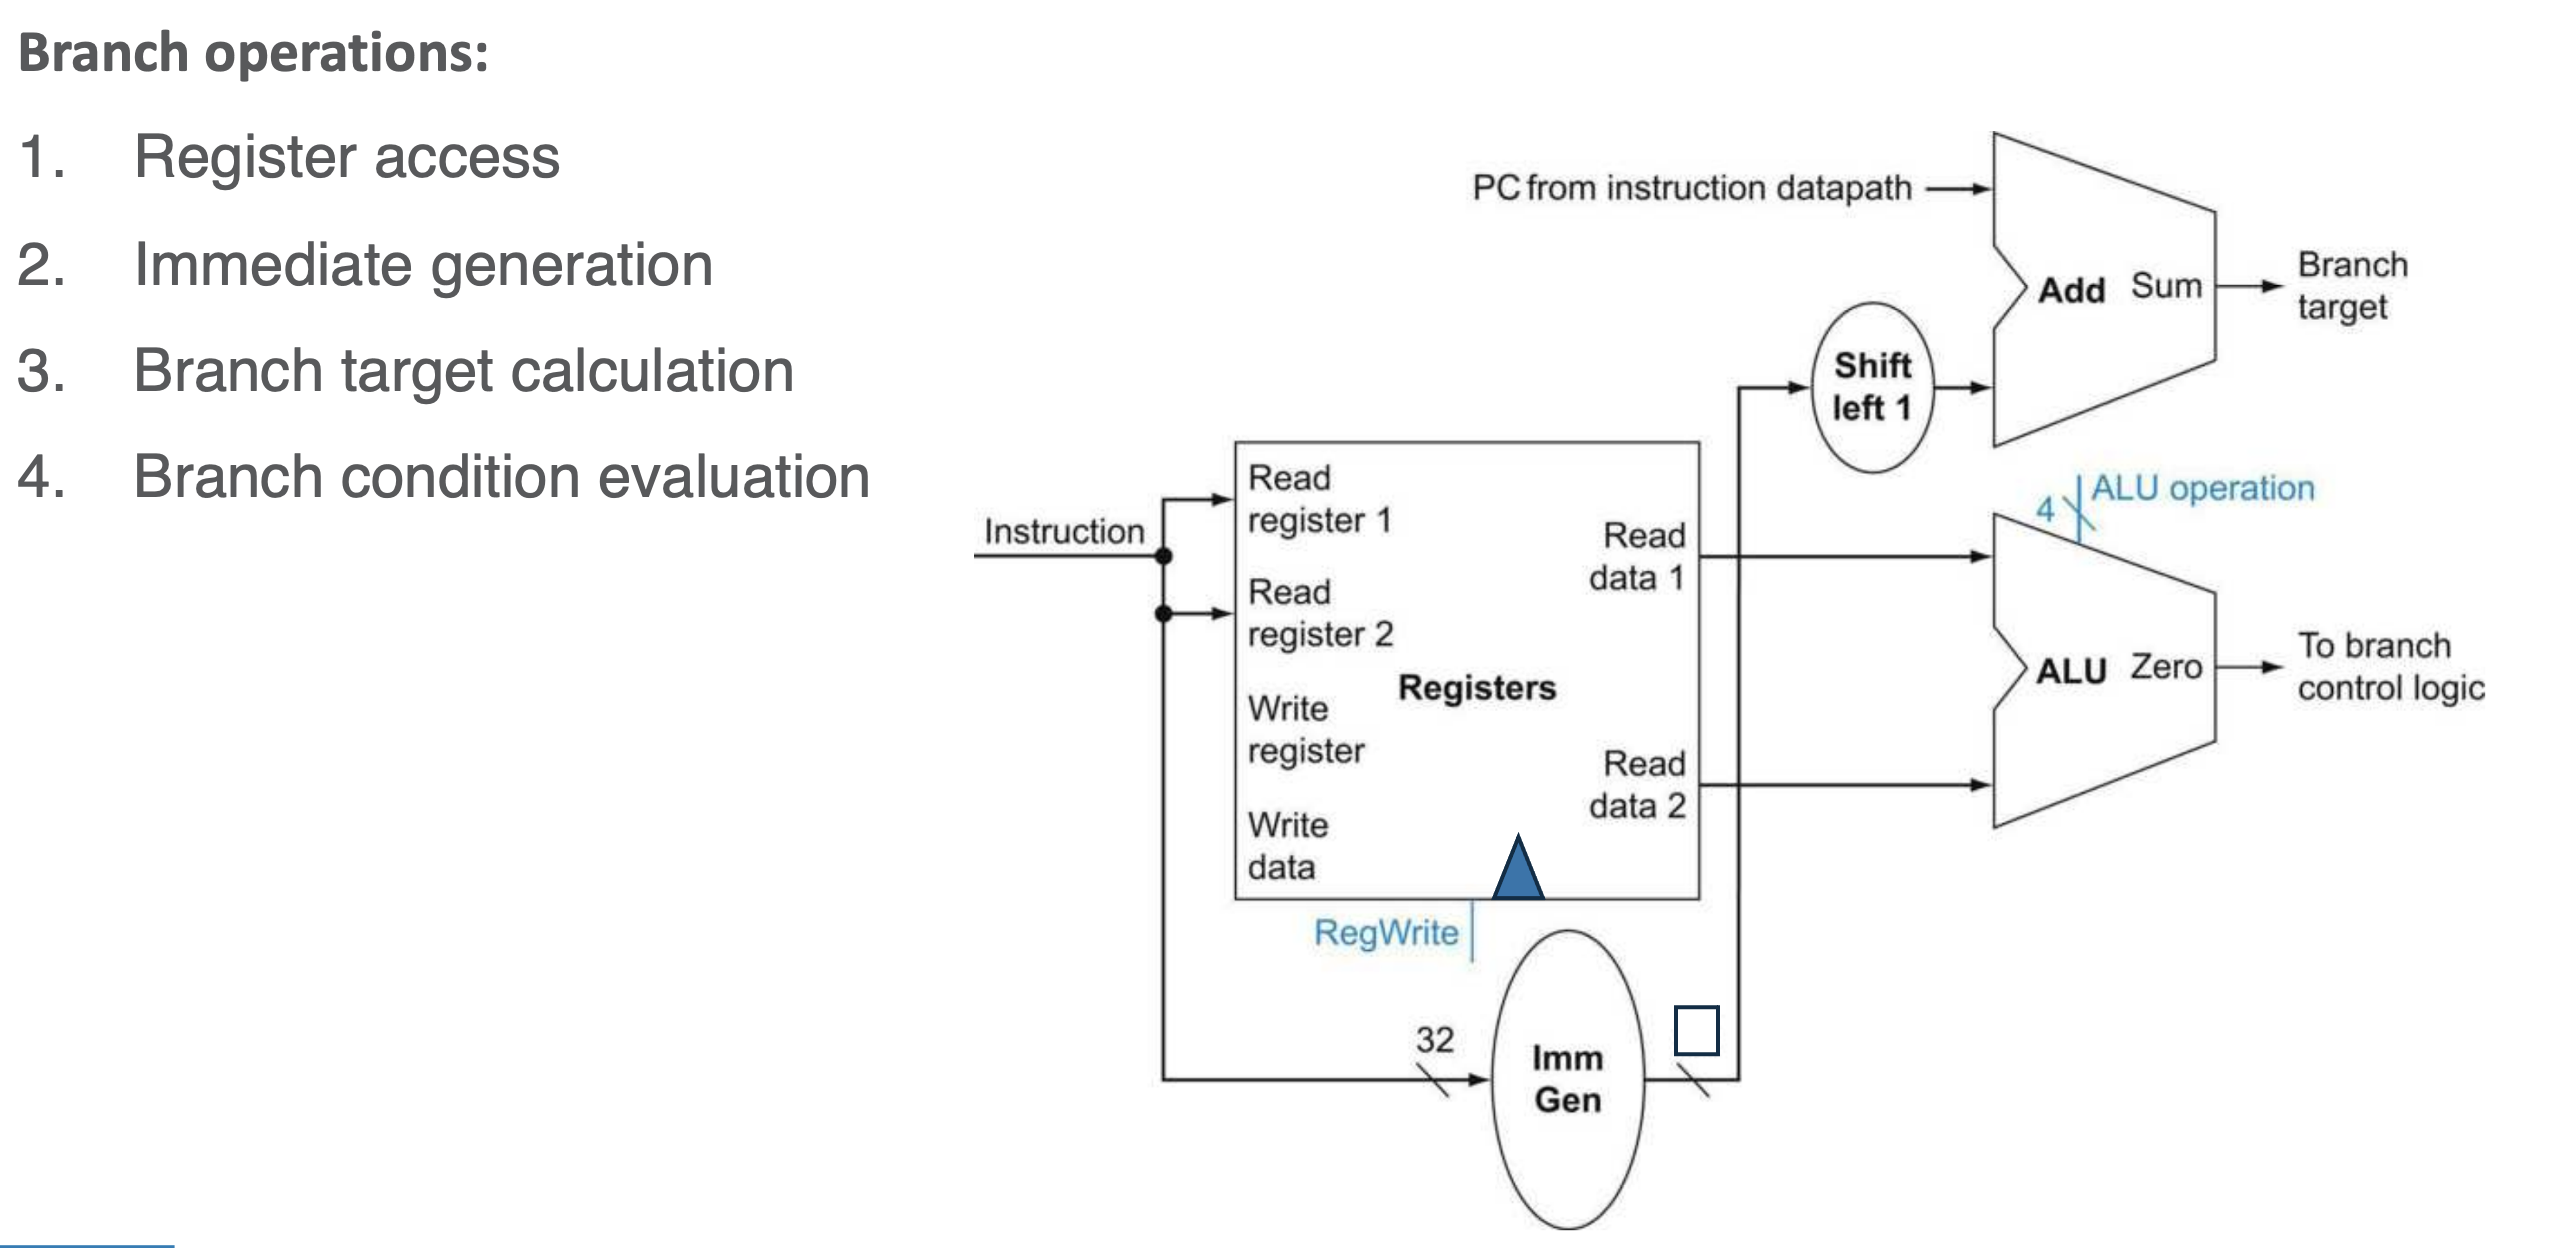 Branch operations:
1. Register access
2. Immediate generation
3. Branch target calculation
4. Branch condition evaluation
PC from instruction datapath
Add Sum
Branch
target
Shift
left 1
4
ALU operation
Instruction
Read
register 1
Read
register 2
Write
register
Write
data
Registers
Read
data 1
Read
data 2
RegWrite
ALU Zero
To branch
control logic
32
Imm
Gen